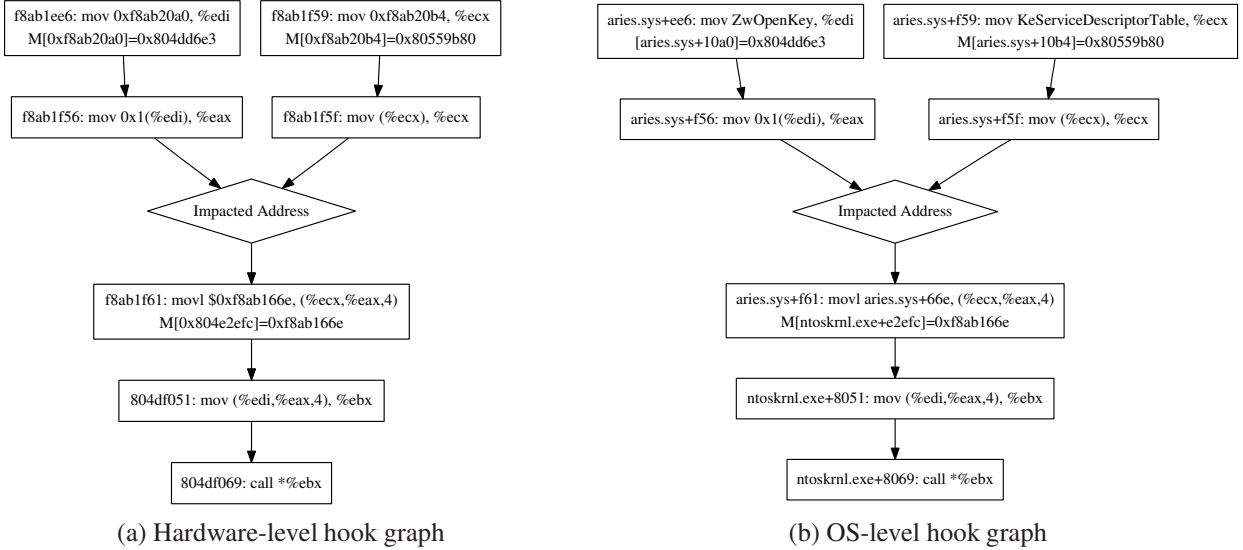 f8ab1ee6: mov 0xf8ab20a0, %edi
M[0xf8ab20a0]=0x804dd6e3
f8ab1f59: mov 0xf8ab20b4, %ecx
M[0xf8ab20b4]=0x80559b80
f8ab1f56: mov 0x1(%edi), %eax
f8ab1f5f: mov (%ecx), %ecx
Impacted Address
f8ab1f61: movl $0xf8ab166e, (%ecx,%eax,4)
M[0x804e2efc]=0xf8ab166e
804df051: mov (%edi,%eax,4), %ebx
804df069: call *%ebx
(a) Hardware-level hook graph
aries.sys+ee6: mov ZwOpenKey, %edi
[aries.sys+10a0]=0x804dd6e3
aries.sys+f59: mov KeServiceDescriptorTable, %ecx
M[aries.sys+10b4]=0x80559b80
aries.sys+f56: mov 0x1(%edi), %eax
aries.sys+f5f: mov (%ecx), %ecx
Impacted Address
aries.sys+f61: movl aries.sys+66e, (%ecx,%eax,4)
M[ntoskrnl.exe+e2efc]=0xf8ab166e
ntoskrnl.exe+8051: mov (%edi,%eax,4), %ebx
ntoskrnl.exe+8069: call *%ebx
(b) OS-level hook graph